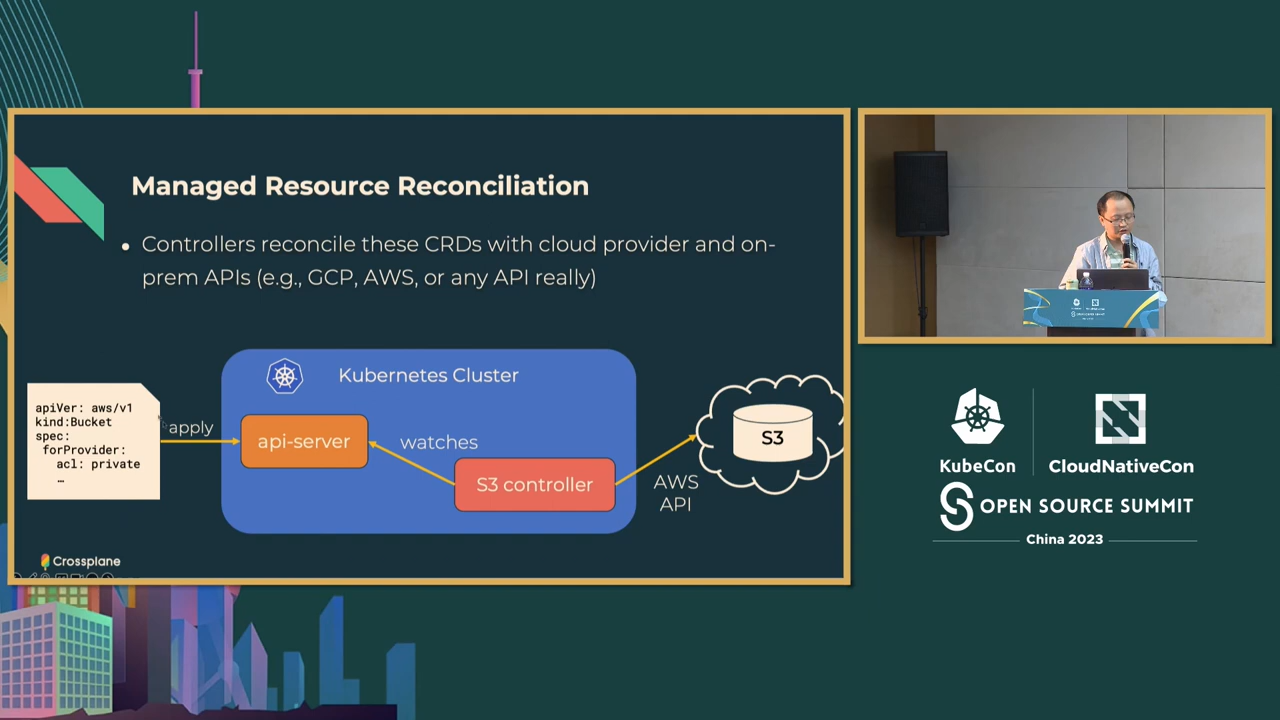 Managed Resource Reconciliation
• Controllers reconcile these CRDs with cloud provider and on-
prem APIs (e.g., GCP, AWS, or any API really)
Kubernetes Cluster
apiVer: aws/v1
kind:Bucket
spec:
forProvider:
acl: private
…
apply
api-server
watches
S3 controller
AWS
API
S3
Crossplane
KubeCon
CloudNativeCon
OPEN SOURCE SUMMIT
China 2023